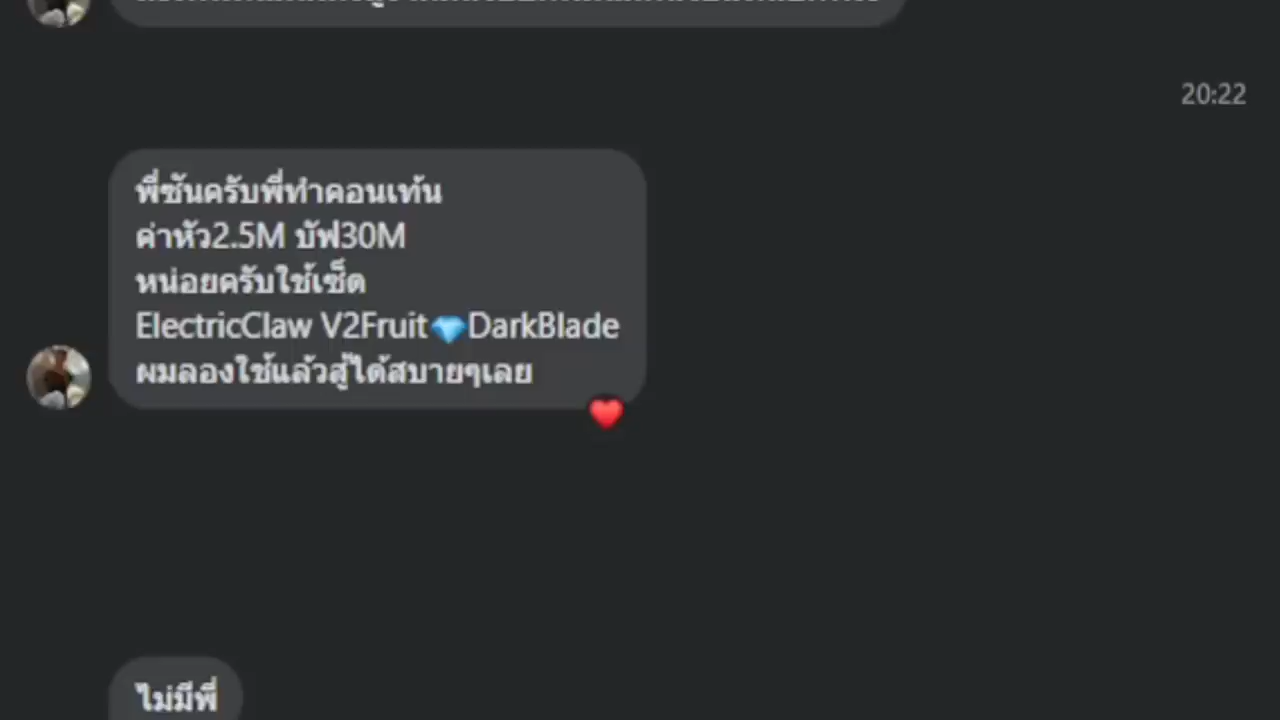 20:22
พี่ซันครับพี่ทำคอนเท้น
ค่าหัว2.5M บัฟ30M
หน่อยครับใช้เซ็ต
ElectricClaw V2Fruit💎DarkBlade
ผมลองใช้แล้วสู้ได้สบายๆเลย
ไม่มีพี่